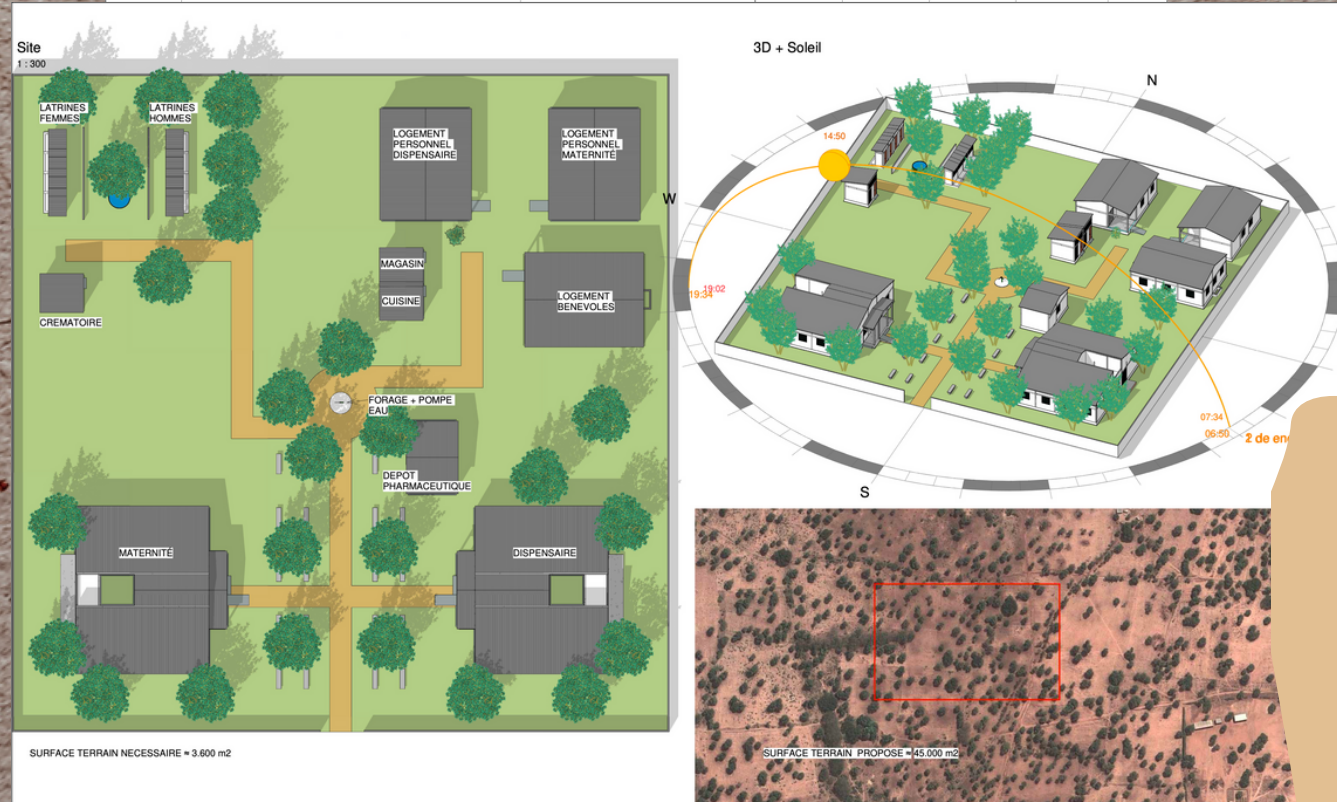 Site
1 : 300
LATRINES
FEMMES
LATRINES
HOMMES
LOGEMENT
PERSONNEL
DISPENSAIRE
LOGEMENT
PERSONNEL
MATERNITÉ
MAGASIN
CUISINE
LOGEMENT
BENEVOLES
CREMATOIRE
FORAGE + POMPE
EAU
DEPOT
PHARMACEUTIQUE
MATERNITÉ
DISPENSAIRE
SURFACE TERRAIN NECESSAIRE = 3.600 m2
3D + Soleil
N
14:50
W
19:02
19:34
07:34
06:50
2 de
S
SURFACE TERRAIN PROPOSE = 45.000 m2